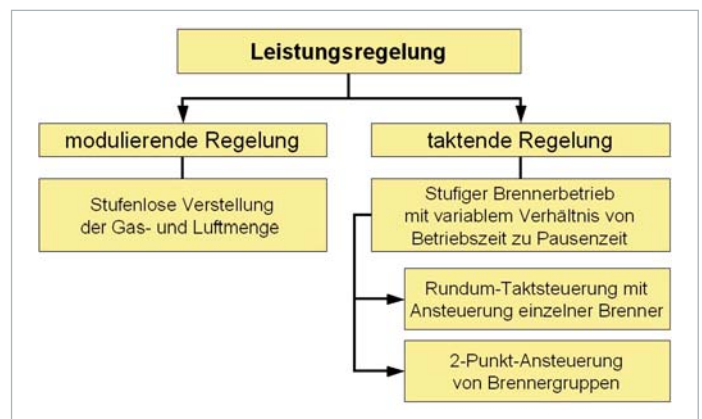 Leistungsregelung
modulierende Regelung
taktende Regelung
Stufenlose Verstellung
der Gas- und Luftmenge
Stufiger Brennerbetrieb
mit variablem Verhältnis von
Betriebszeit zu Pausenzeit
Rundum-Taktsteuerung mit
Ansteuerung einzelner Brenner
2-Punkt-Ansteuerung
von Brennergruppen